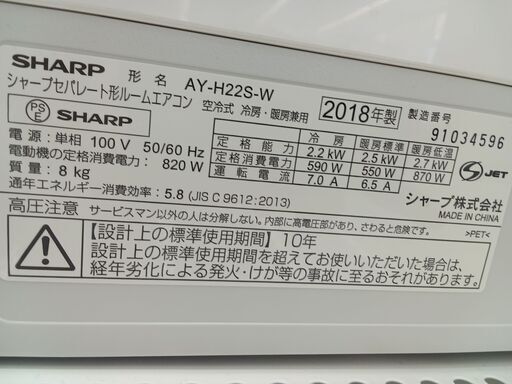 SHARP 形名 AY-H22S-W
シャープセパレート形ルームエアコン 空冷式 冷房・暖房兼用 2018年製 製造番号
PS E SHARP 91034596
電源:単相 100 V 50/60 Hz
電動機の定格消費電力: 820 W
質量: 8 kg
冷房 暖房標準 暖房低温
定格能力 2.2 kW 2.5 kW 2.7 kW
定格消費電力 590 W 550 W 870 W
運転電流 7.0 A 6.5 A
S JET
通年エネルギー消費効率: 5.8 (JIS C 9612: 2013)
シャープ株式会社
MADE IN CHINA
高圧注意 サービスマン以外の人は分解しない。内部に高電圧部があり、さわると危険です。 >PET<
【設計上の標準使用期間】10年
設計上の標準使用期間を超えてお使いいただいた場合は、
経年劣化による発火・けが等の事故に至るおそれがあります。